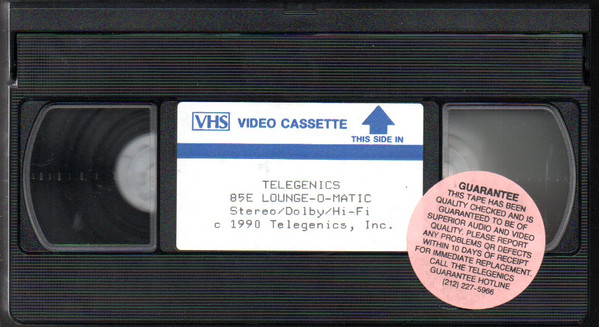 VHS VIDEO CASSETTE
THIS SIDE IN
TELEGENICS
85E LOUNGE-O-MATIC
Stereo/Dolby/Hi-Fi
c 1990 Telegenics, Inc.
GUARANTEE
THIS TAPE HAS BEEN
QUALITY CHECKED AND IS
GUARANTEED TO BE OF
SUPERIOR AUDIO AND VIDEO
QUALITY. PLEASE REPORT
ANY PROBLEMS OR DEFECTS
WITHIN 10 DAYS OF RECEIPT
FOR IMMEDIATE REPLACEMENT.
CALL THE TELEGENICS
GUARANTEE HOTLINE
(212) 227-5966